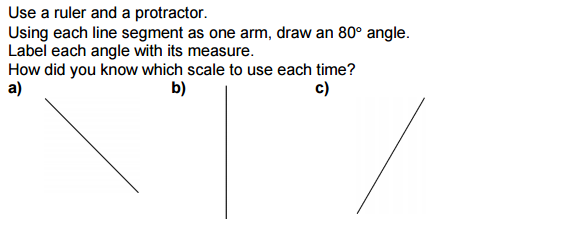 Use a ruler and a protractor.
Using each line segment as one arm, draw an 80° angle.
Label each angle with its measure.
How did you know which scale to use each time?
a) b) c)